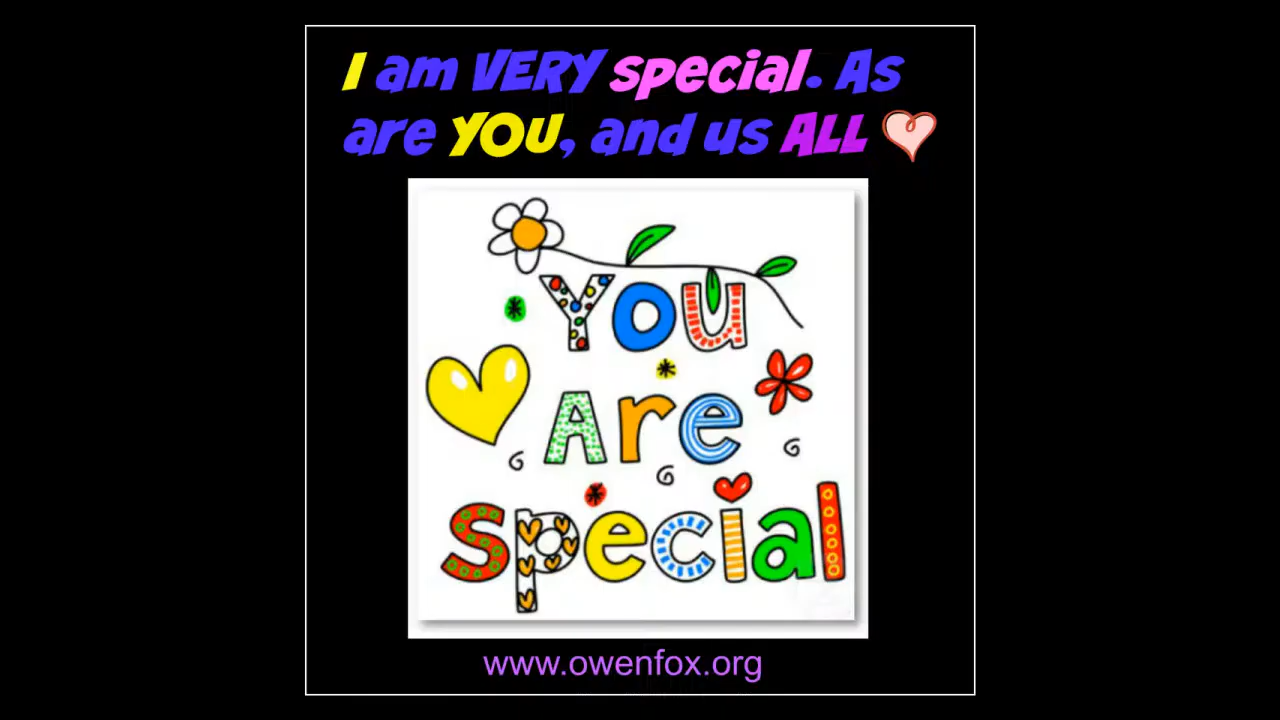 I am VERY special. As
are YOU, and us ALL
You
Are
Special
www.owenfox.org